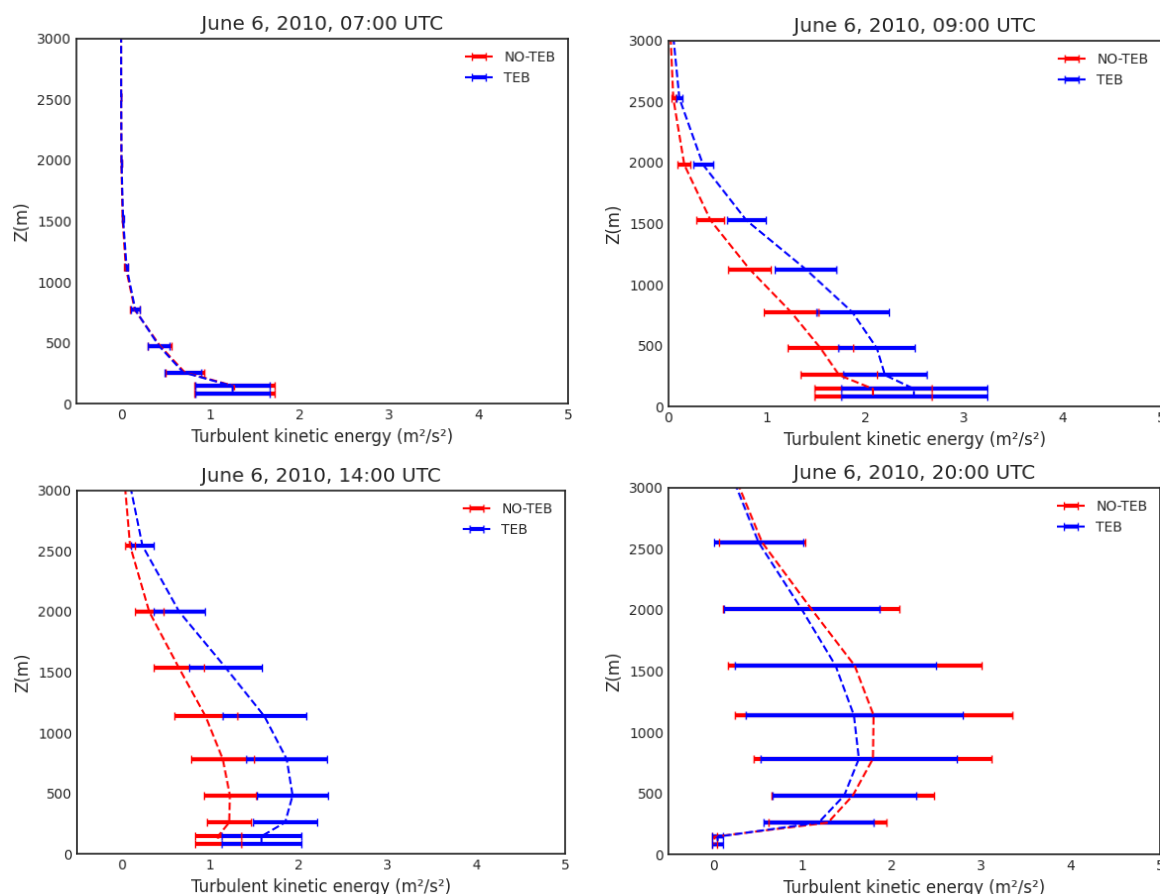 June 6, 2010, 07:00 UTC
3000
2500
2000
1500
1000
500
0
Z(m)
NO-TEB
TEB
0 1 2 3 4 5
Turbulent kinetic energy (m²/s²)
June 6, 2010, 09:00 UTC
3000
2500
2000
1500
1000
500
0
Z(m)
NO-TEB
TEB
0 1 2 3 4 5
Turbulent kinetic energy (m²/s²)
June 6, 2010, 14:00 UTC
3000
2500
2000
1500
1000
500
0
Z(m)
NO-TEB
TEB
0 1 2 3 4 5
Turbulent kinetic energy (m²/s²)
June 6, 2010, 20:00 UTC
3000
2500
2000
1500
1000
500
0
Z(m)
NO-TEB
TEB
0 1 2 3 4 5
Turbulent kinetic energy (m²/s²)